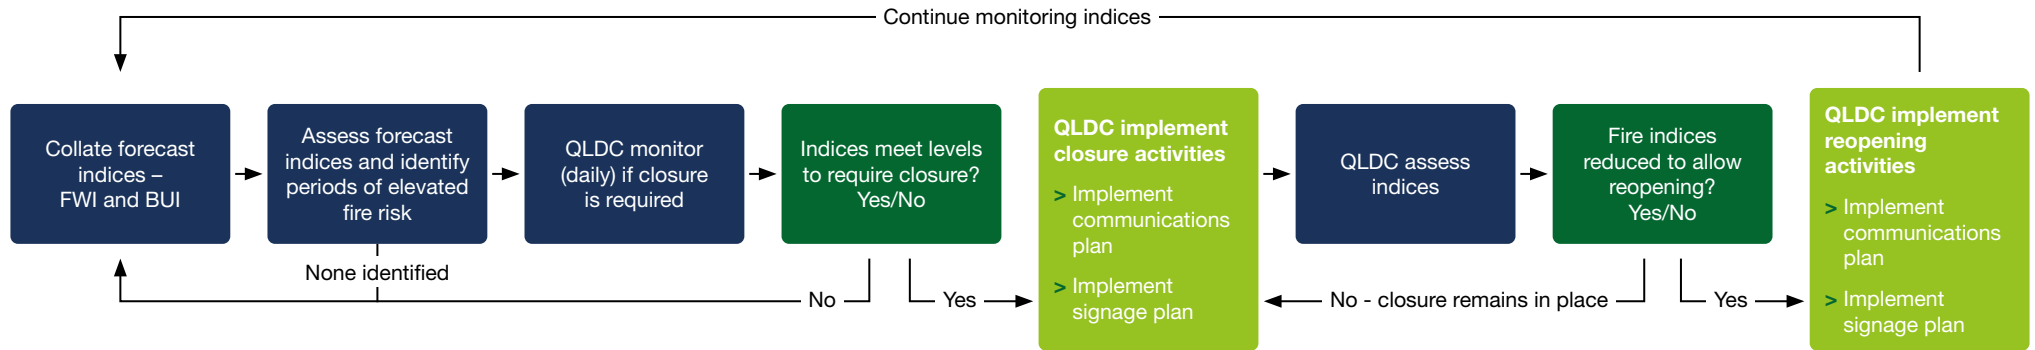 Continue monitoring indices
Collate forecast
indices –
FWI and BUI
Assess forecast
indices and identify
periods of elevated
fire risk
None identified
QLDC monitor
(daily) if closure
is required
Indices meet levels
to require closure?
Yes/No
No
Yes
QLDC implement
closure activities
> Implement
communications
plan
> Implement
signage plan
QLDC assess
indices
Fire indices
reduced to allow
reopening?
Yes/No
No - closure remains in place
Yes
QLDC implement
reopening
activities
> Implement
communications
plan
> Implement
signage plan